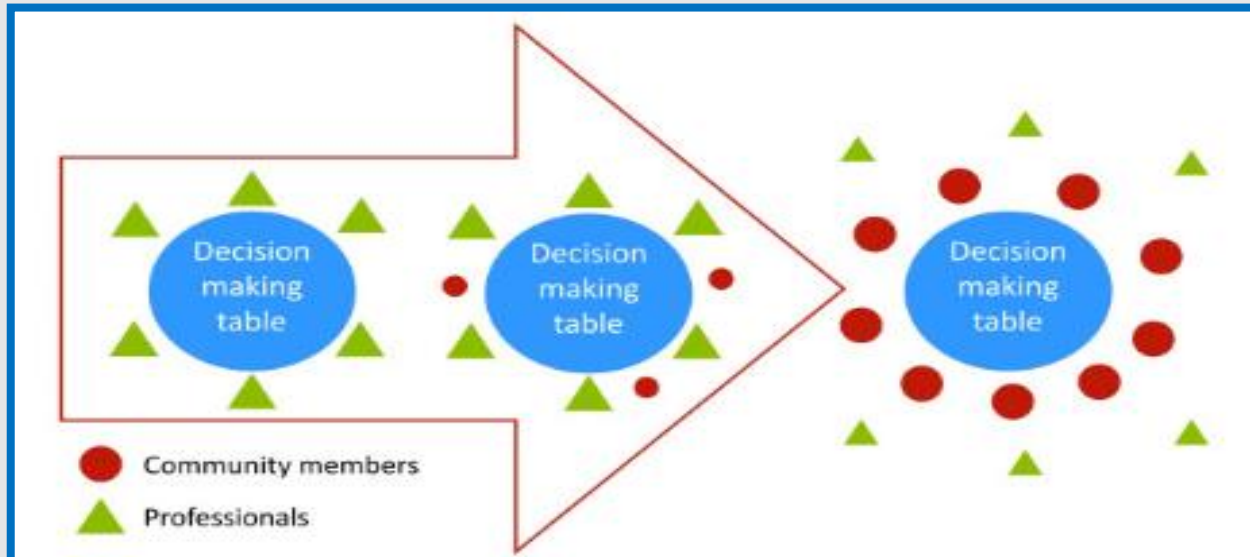 Decision
making
table
Decision
making
table
Decision
making
table
Community members
Professionals